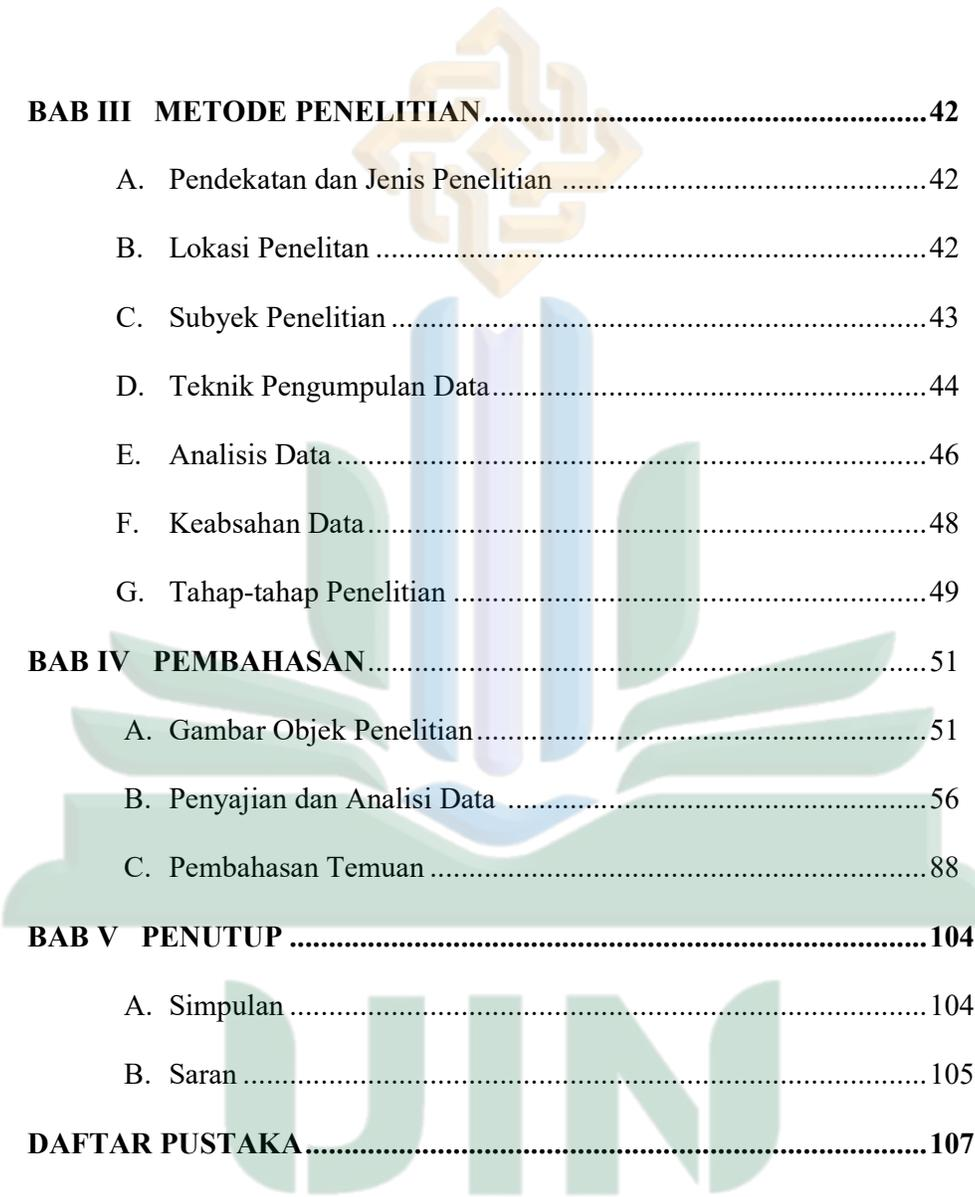 BAB III METODE PENELITIAN..........................................................42
A. Pendekatan dan Jenis Penelitian ................................................42
B. Lokasi Penelitan ........................................................................42
C. Subyek Penelitian ......................................................................43
D. Teknik Pengumpulan Data.........................................................44
E. Analisis Data .............................................................................46
F. Keabsahan Data.........................................................................48
G. Tahap-tahap Penelitian ..............................................................49
BAB IV PEMBAHASAN.........................................................................51
A. Gambar Objek Penelitian...........................................................51
B. Penyajian dan Analisi Data .......................................................56
C. Pembahasan Temuan .................................................................88
BAB V PENUTUP ...................................................................................104
A. Simpulan ...................................................................................104
B. Saran .........................................................................................105
DAFTAR PUSTAKA.................................................................................107
UIN